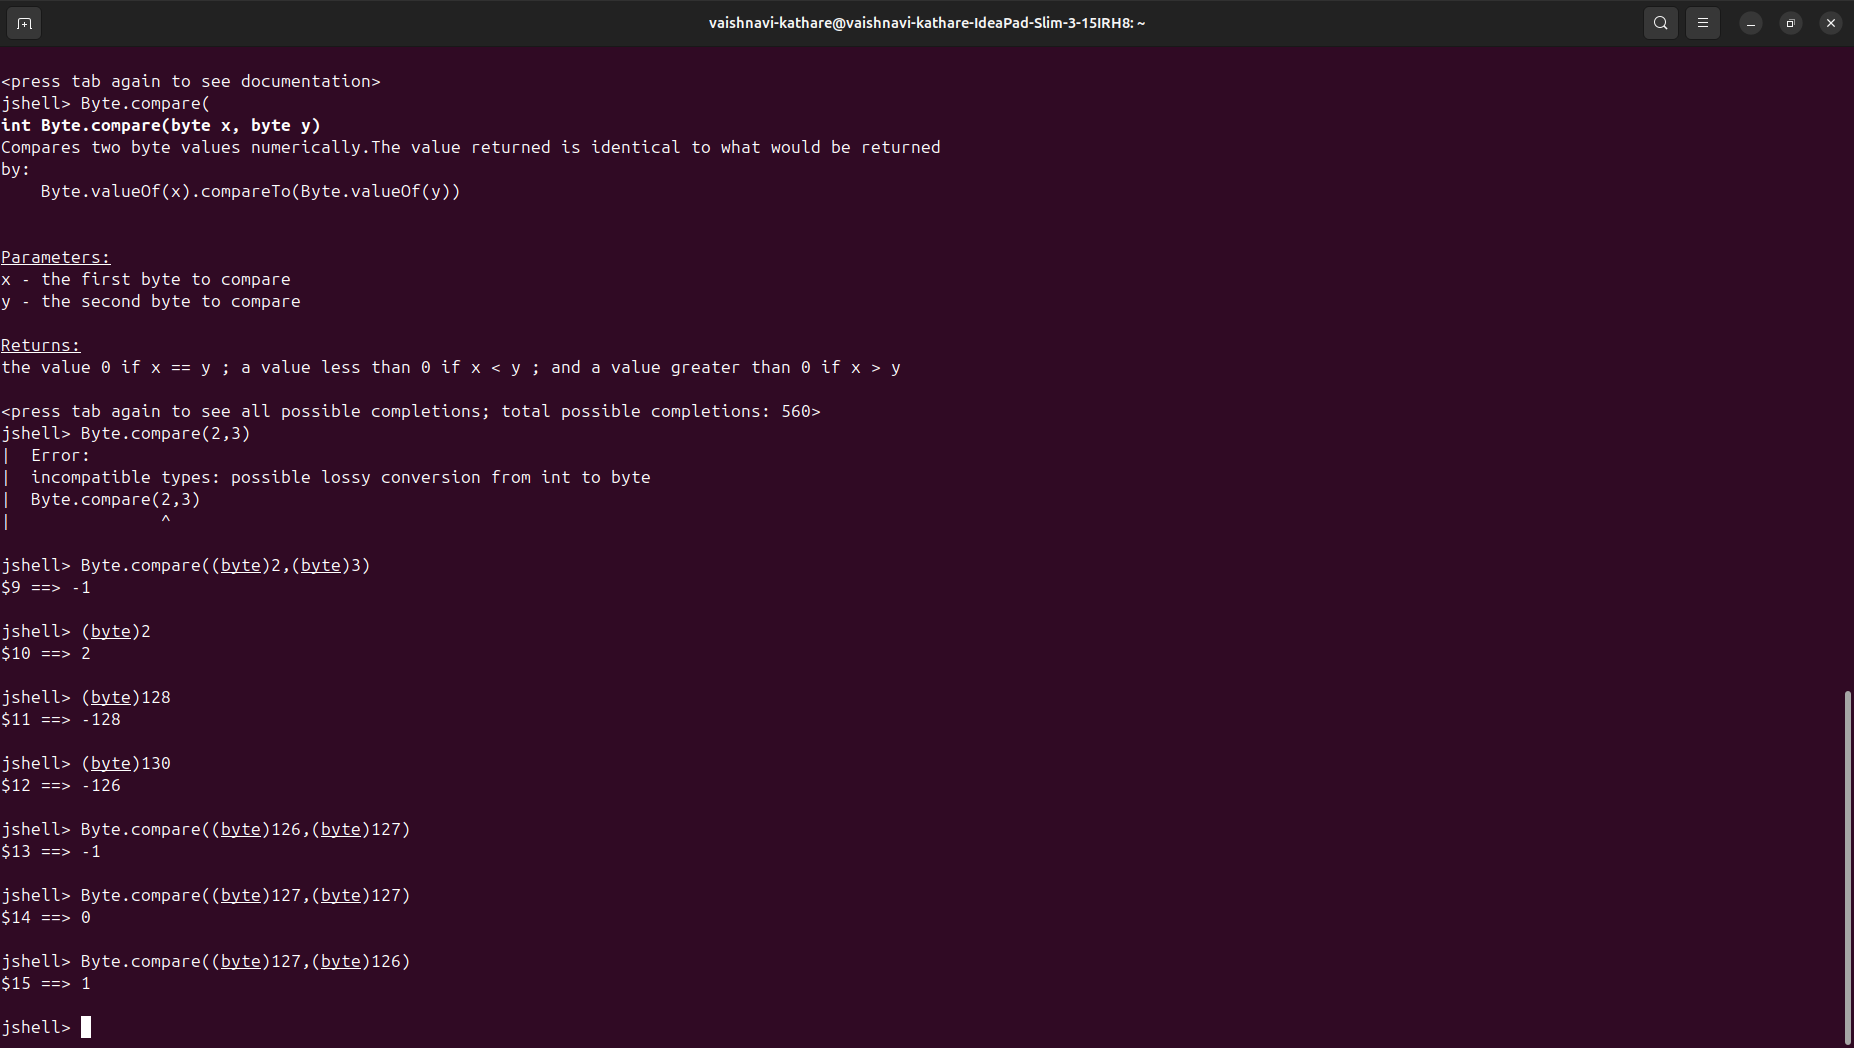 vaishnavi-kathare@vaishnavi-kathare-IdeaPad-Slim-3-15IRH8: ~
<press tab again to see documentation>
jshell> Byte.compare(
int Byte.compare(byte x, byte y)
Compares two byte values numerically.The value returned is identical to what would be returned
by:
    Byte.valueOf(x).compareTo(Byte.valueOf(y))
Parameters:
x - the first byte to compare
y - the second byte to compare
Returns:
the value 0 if x == y ; a value less than 0 if x < y ; and a value greater than 0 if x > y
<press tab again to see all possible completions; total possible completions: 560>
jshell> Byte.compare(2,3)
|  Error:
|  incompatible types: possible lossy conversion from int to byte
|  Byte.compare(2,3)
|               ^
jshell> Byte.compare((byte)2,(byte)3)
$9 ==> -1
jshell> (byte)2
$10 ==> 2
jshell> (byte)128
$11 ==> -128
jshell> (byte)130
$12 ==> -126
jshell> Byte.compare((byte)126,(byte)127)
$13 ==> -1
jshell> Byte.compare((byte)127,(byte)127)
$14 ==> 0
jshell> Byte.compare((byte)127,(byte)126)
$15 ==> 1
jshell>